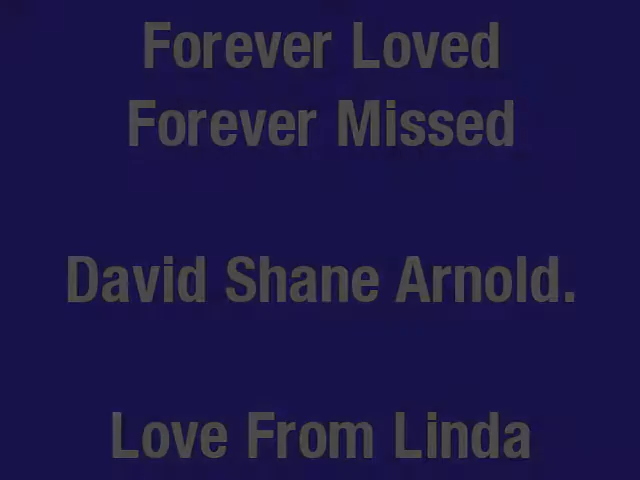 Forever Loved
Forever Missed
David Shane Arnold.
Love From Linda